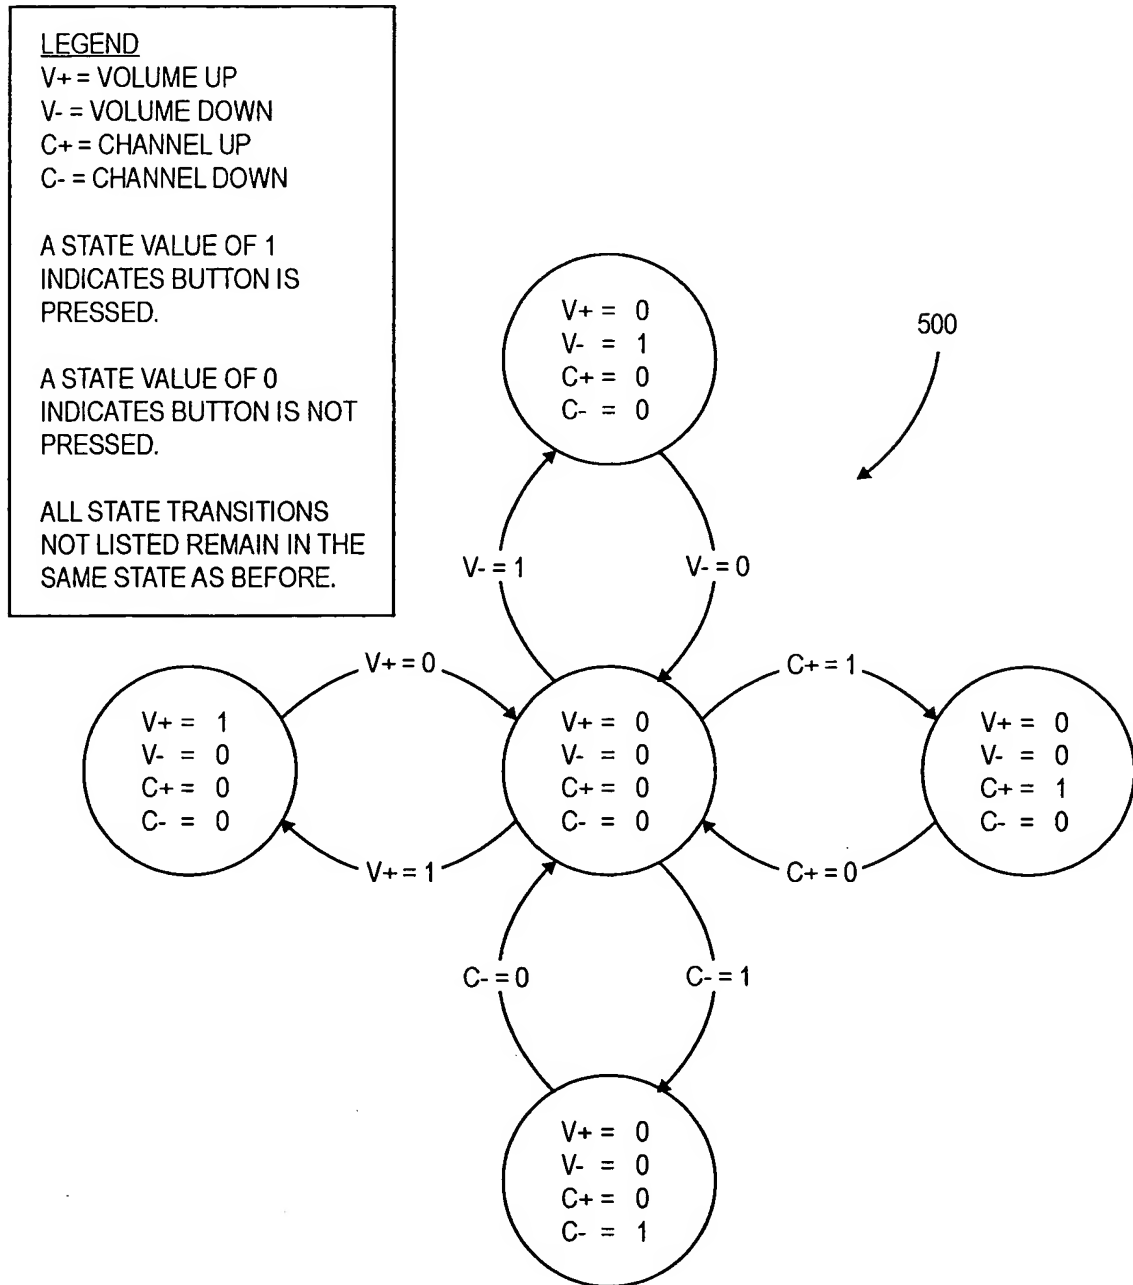 LEGEND
V+ = VOLUME UP
V- = VOLUME DOWN
C+ = CHANNEL UP
C- = CHANNEL DOWN
A STATE VALUE OF 1
INDICATES BUTTON IS
PRESSED.
A STATE VALUE OF 0
INDICATES BUTTON IS NOT
PRESSED.
ALL STATE TRANSITIONS
NOT LISTED REMAIN IN THE
SAME STATE AS BEFORE.
500
V+ = 0
V- = 1
C+ = 0
C- = 0
V- = 1
V- = 0
V+ = 0
C+ = 1
V+ = 1
V- = 0
C+ = 0
C- = 0
V+ = 0
V- = 0
C+ = 0
C- = 0
V+ = 0
V- = 0
C+ = 1
C- = 0
V+ = 1
C+ = 0
C- = 0
C- = 1
V+ = 0
V- = 0
C+ = 0
C- = 1